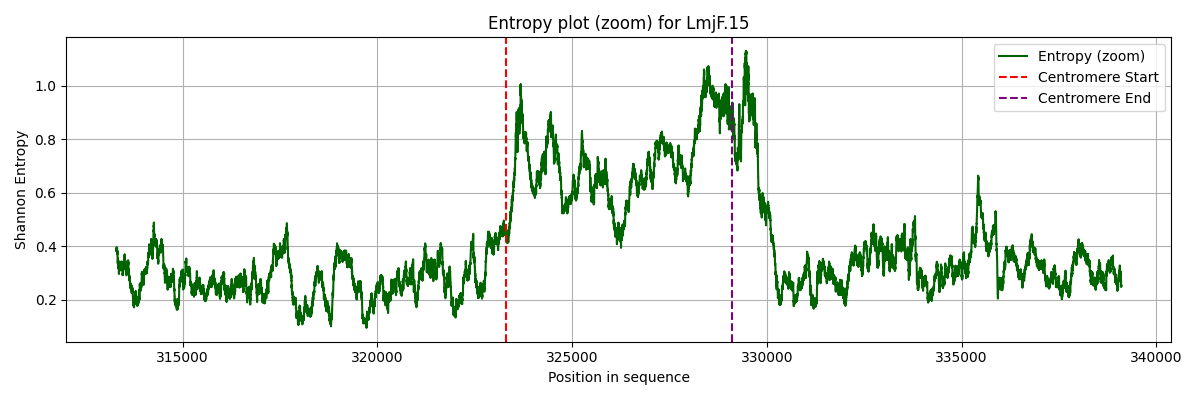 Entropy plot (zoom) for LmjF.15
Entropy (zoom)
Centromere Start
Centromere End
Shannon Entropy
1.0
0.8
0.6
0.4
0.2
315000
320000
325000
330000
335000
340000
Position in sequence